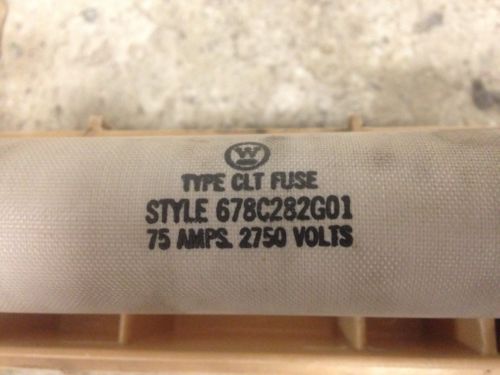 W
TYPE CLT FUSE
STYLE 678C282G01
75 AMPS. 2750 VOLTS